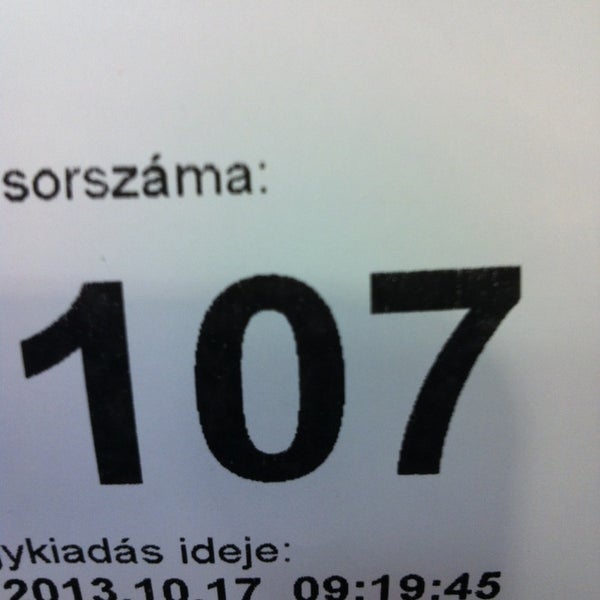 sorszáma:
107
ykiadás ideje:
2013.10.17 09:19:45